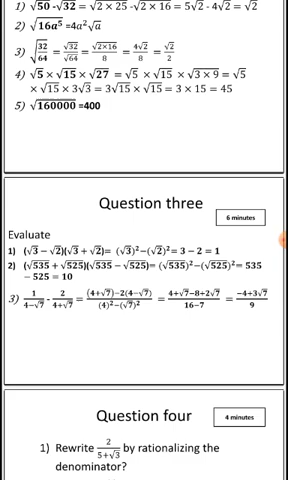 1) √50 -√32 = √2 × 25 -√2 × 16 = 5√2 - 4√2 = √2
2) √16a⁵ =4a²√a
3) √32/64 = √32/√64 = √2×16/8 = 4√2/8 = √2/2
4) √5 × √15 × √27 = √5 × √15 × √3 × 9 = √5
× √15 × 3√3 = 3√15 × √15 = 3 × 15 = 45
5) √160000 =400
Question three
6 minutes
Evaluate
1) (√3 − √2)(√3 + √2)= (√3)²−(√2)²= 3 − 2 = 1
2) (√535 + √525)(√535 − √525)= (√535)²−(√525)²= 535
− 525 = 10
3) 1/4−√7 - 2/4+√7 = (4+√7)−2(4−√7)/(4)²−(√7)² = 4+√7−8+2√7/16−7 = −4+3√7/9
Question four
4 minutes
1) Rewrite 2/5+√3 by rationalizing the
denominator?